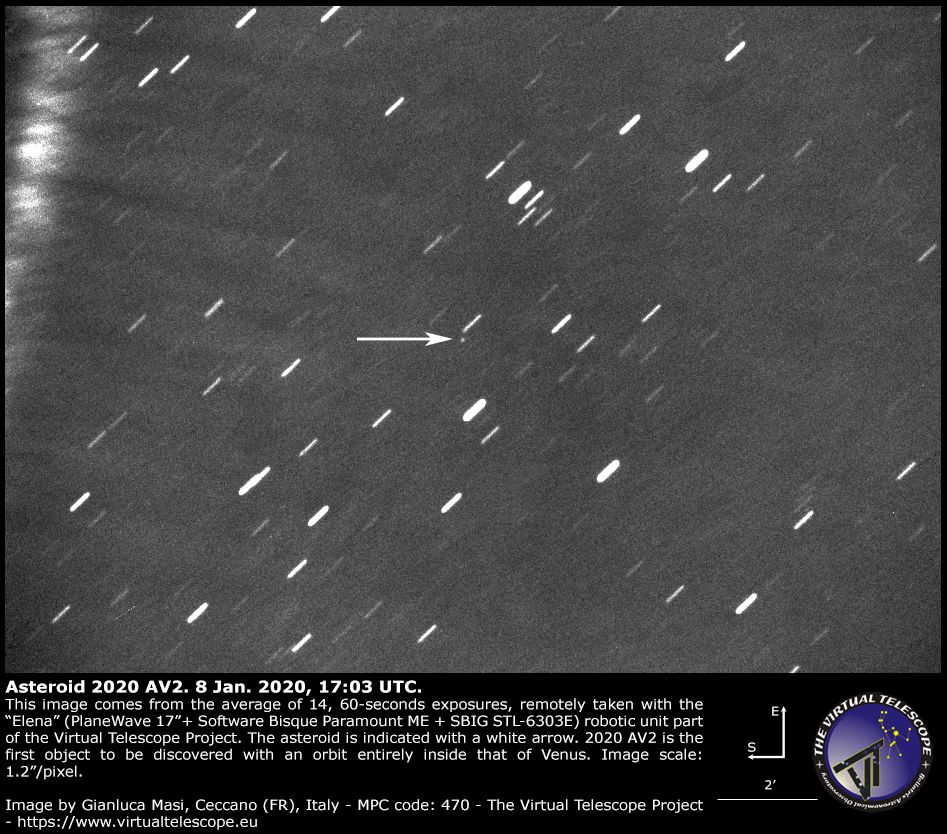 Asteroid 2020 AV2. 8 Jan. 2020, 17:03 UTC.
This image comes from the average of 14, 60-seconds exposures, remotely taken with the
“Elena” (PlaneWave 17”+ Software Bisque Paramount ME + SBIG STL-6303E) robotic unit part
of the Virtual Telescope Project. The asteroid is indicated with a white arrow. 2020 AV2 is the
first object to be discovered with an orbit entirely inside that of Venus. Image scale:
1.2”/pixel.
Image by Gianluca Masi, Ceccano (FR), Italy - MPC code: 470 - The Virtual Telescope Project
- https://www.virtualtelescope.eu
E
S
2’
THE VIRTUAL TELESCOPE
Bellatrix Astronomical Observatory
VT